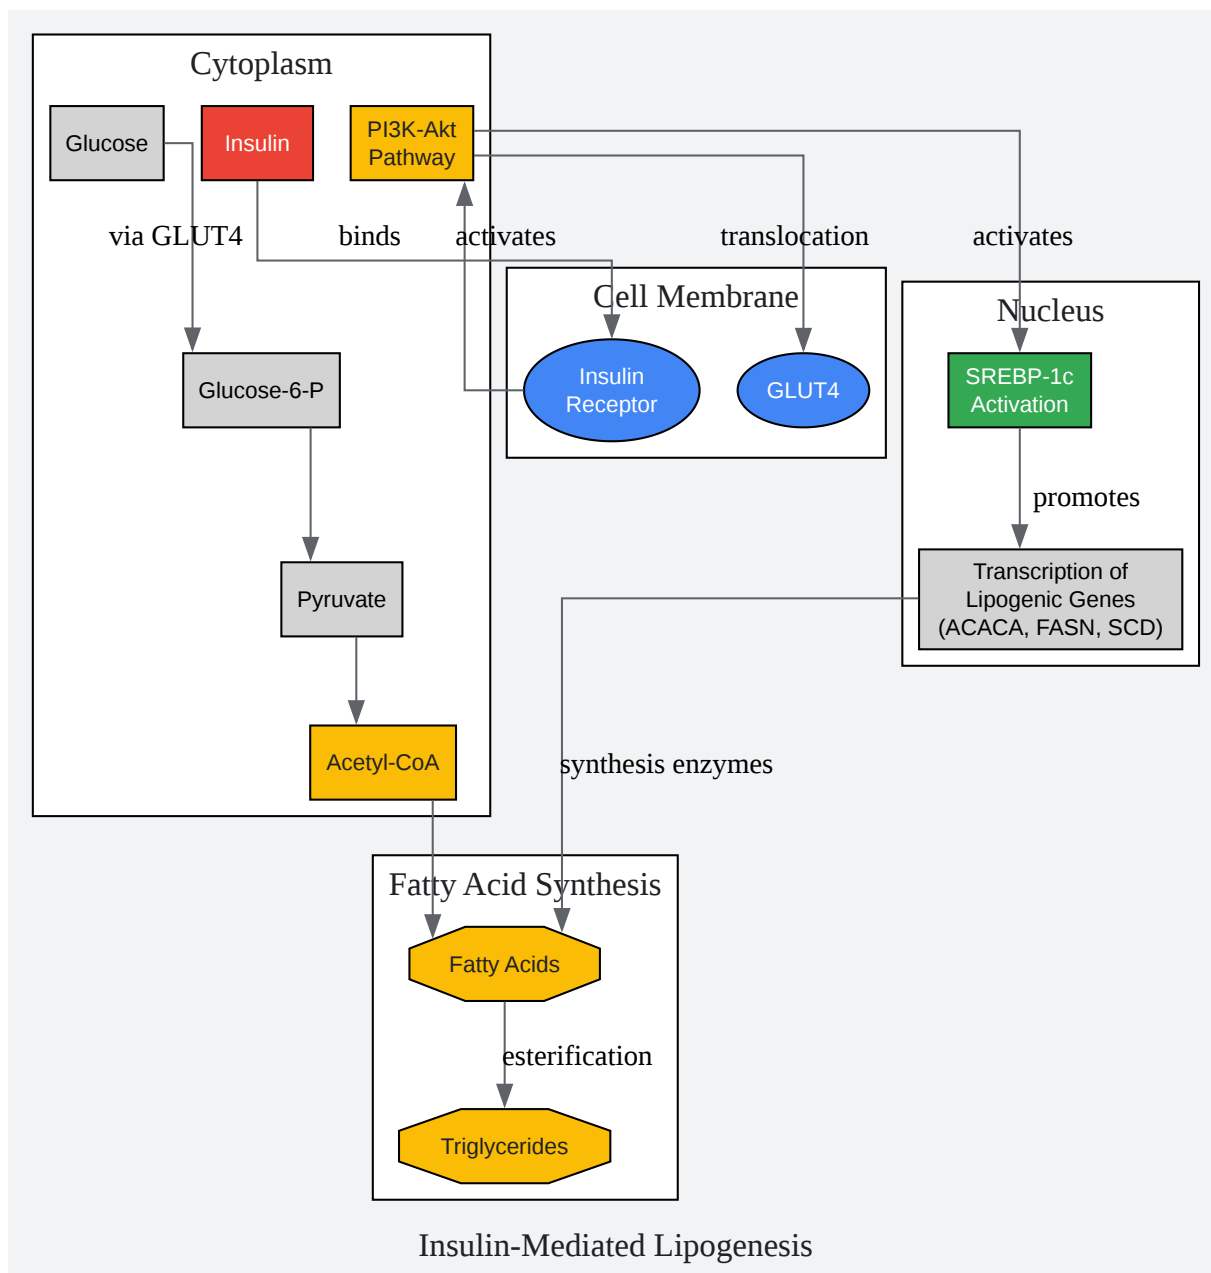 Cytoplasm
Glucose
Insulin
PI3K-Akt
Pathway
via GLUT4
binds
activates
translocation
activates
Cell Membrane
Nucleus
Insulin
Receptor
GLUT4
SREBP-1c
Activation
Glucose-6-P
promotes
Transcription of
Lipogenic Genes
(ACACA, FASN, SCD)
Pyruvate
Acetyl-CoA
synthesis enzymes
Fatty Acid Synthesis
Fatty Acids
esterification
Triglycerides
Insulin-Mediated Lipogenesis